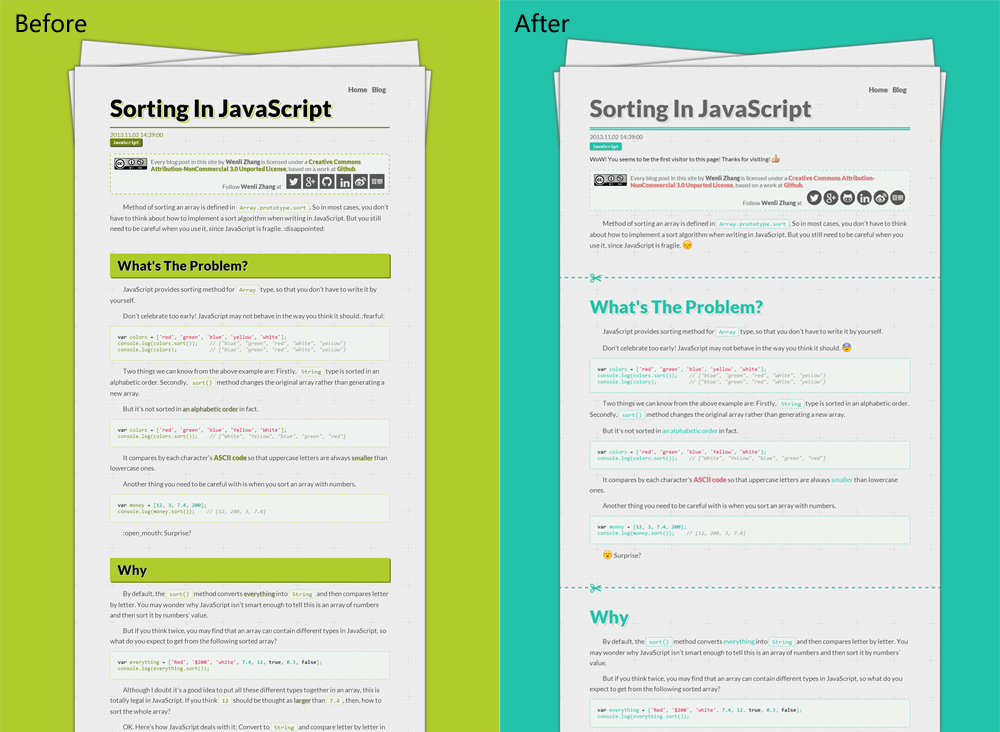 Before
Home Blog
Sorting In JavaScript
2013.11.02 14:39:00
JavaScript
Every blog post in this site by Wenli Zhang is licensed under a Creative Commons
Attribution-NonCommercial 3.0 Unported License, based on a work at Github.
Follow Wenli Zhang at
Method of sorting an array is defined in Array.prototype.sort . So in most cases, you don't
have to think about how to implement a sort algorithm when writing in JavaScript. But you still
need to be careful when you use it, since JavaScript is fragile. :disappointed:
What's The Problem?
JavaScript provides sorting method for Array type, so that you don't have to write it by
yourself.
Don't celebrate too early! JavaScript may not behave in the way you think it should. :fearful:
var colors = ['red', 'green', 'blue', 'yellow', 'white'];
console.log(colors.sort()); // ["blue", "green", "red", "white", "yellow"]
console.log(colors); // ["blue", "green", "red", "white", "yellow"]
Two things we can know from the above example are: Firstly, String type is sorted in an
alphabetic order. Secondly, sort() method changes the original array rather than generating a
new array.
But it's not sorted in an alphabetic order in fact.
var colors = ['red', 'green', 'blue', 'Yellow', 'White'];
console.log(colors.sort()); // ["White", "Yellow", "blue", "green", "red"]
It compares by each character's ASCII code so that uppercase letters are always smaller than
lowercase ones.
Another thing you need to be careful with is when you sort an array with numbers.
var money = [12, 3, 7.4, 200];
console.log(money.sort()); // [12, 200, 3, 7.4]
:open_mouth: Surprise?
Why
By default, the sort() method converts everything into String and then compares letter
by letter. You may wonder why JavaScript isn't smart enough to tell this is an array of numbers
and then sort it by numbers' value.
But if you think twice, you may find that an array can contain different types in JavaScript, so
what do you expect to get from the following sorted array?
var everything = ['Red', '$200', 'white', 7.4, 12, true, 0.3, false];
console.log(everything.sort());
Although I doubt it's a good idea to put all these different types together in an array, this is
totally legal in JavaScript. If you think 12 should be thought as larger than 7.4 , then, how to
sort the whole array?
OK. Here's how JavaScript deals with it: Convert to String and compare letter by letter in
After
Home Blog
Sorting In JavaScript
2013.11.02 14:39:00
JavaScript
WoW! You seems to be the first visitor to this page! Thanks for visiting!
Every blog post in this site by Wenli Zhang is licensed under a Creative Commons Attribution-
NonCommercial 3.0 Unported License, based on a work at Github.
Follow Wenli Zhang at
Method of sorting an array is defined in Array.prototype.sort . So in most cases, you don't have to think
about how to implement a sort algorithm when writing in JavaScript. But you still need to be careful when you
use it, since JavaScript is fragile.
What's The Problem?
JavaScript provides sorting method for Array type, so that you don't have to write it by yourself.
Don't celebrate too early! JavaScript may not behave in the way you think it should.
var colors = ['red', 'green', 'blue', 'yellow', 'white'];
console.log(colors.sort()); // ["blue", "green", "red", "white", "yellow"]
console.log(colors); // ["blue", "green", "red", "white", "yellow"]
Two things we can know from the above example are: Firstly, String type is sorted in an alphabetic order.
Secondly, sort() method changes the original array rather than generating a new array.
But it's not sorted in an alphabetic order in fact.
var colors = ['red', 'green', 'blue', 'Yellow', 'White'];
console.log(colors.sort()); // ["White", "Yellow", "blue", "green", "red"]
It compares by each character's ASCII code so that uppercase letters are always smaller than lowercase
ones.
Another thing you need to be careful with is when you sort an array with numbers.
var money = [12, 3, 7.4, 200];
console.log(money.sort()); // [12, 200, 3, 7.4]
Surprise?
Why
By default, the sort() method converts everything into String and then compares letter by letter. You
may wonder why JavaScript isn't smart enough to tell this is an array of numbers and then sort it by numbers'
value.
But if you think twice, you may find that an array can contain different types in JavaScript, so what do you
expect to get from the following sorted array?
var everything = ['Red', '$200', 'white', 7.4, 12, true, 0.3, false];
console.log(everything.sort());